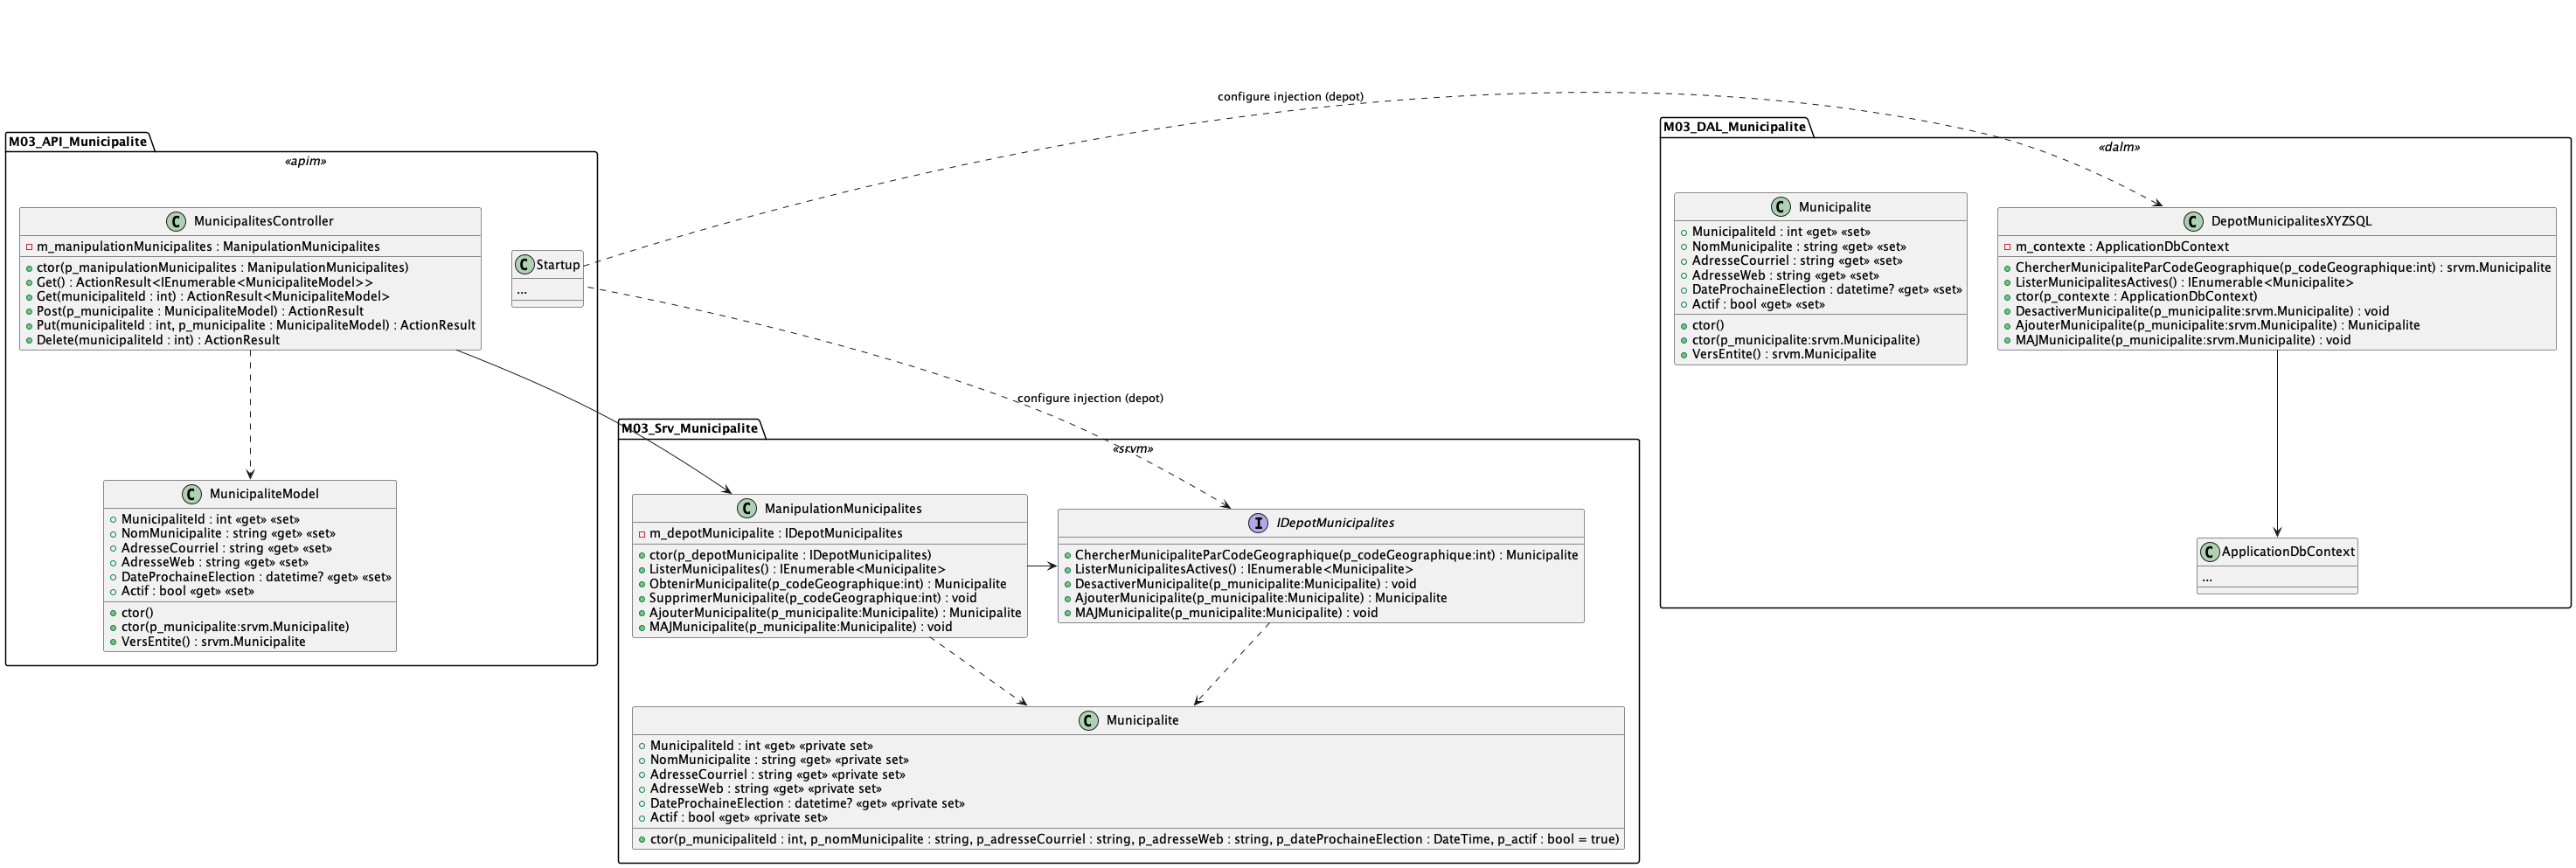 configure injection (depot)
M03_API_Municipalite
«apim»
MunicipalitesController
m_manipulationMunicipalites : ManipulationMunicipalites
ctor(p_manipulationMunicipalites : ManipulationMunicipalites)
Get() : ActionResult<IEnumerable<MunicipaliteModel>>
Get(municipaliteId : int) : ActionResult<MunicipaliteModel>
Post(p_municipalite : MunicipaliteModel) : ActionResult
Put(municipaliteId : int, p_municipalite : MunicipaliteModel) : ActionResult
Delete(municipaliteId : int) : ActionResult
Startup
...
MunicipaliteModel
MunicipaliteId : int «get» «set»
NomMunicipalite : string «get» «set»
AdresseCourriel : string «get» «set»
AdresseWeb : string «get» «set»
DateProchaineElection : datetime? «get» «set»
Actif : bool «get» «set»
ctor()
ctor(p_municipalite:srvm.Municipalite)
VersEntite() : srvm.Municipalite
M03_DAL_Municipalite
«dalm»
Municipalite
MunicipaliteId : int «get» «set»
NomMunicipalite : string «get» «set»
AdresseCourriel : string «get» «set»
AdresseWeb : string «get» «set»
DateProchaineElection : datetime? «get» «set»
Actif : bool «get» «set»
ctor()
ctor(p_municipalite:srvm.Municipalite)
VersEntite() : srvm.Municipalite
DepotMunicipalitesXYZSQL
m_contexte : ApplicationDbContext
ChercherMunicipaliteParCodeGeographique(p_codeGeographique:int) : srvm.Municipalite
ListerMunicipalitesActives() : IEnumerable<Municipalite>
ctor(p_contexte : ApplicationDbContext)
DesactiverMunicipalite(p_municipalite:srvm.Municipalite) : void
AjouterMunicipalite(p_municipalite:srvm.Municipalite) : Municipalite
MAJMunicipalite(p_municipalite:srvm.Municipalite) : void
ApplicationDbContext
...
configure injection (depot)
M03_Srv_Municipalite
«srvm»
ManipulationMunicipalites
m_depotMunicipalite : IDepotMunicipalites
ctor(p_depotMunicipalite : IDepotMunicipalites)
ListerMunicipalites() : IEnumerable<Municipalite>
ObtenirMunicipalite(p_codeGeographique:int) : Municipalite
SupprimerMunicipalite(p_codeGeographique:int) : void
AjouterMunicipalite(p_municipalite:Municipalite) : Municipalite
MAJMunicipalite(p_municipalite:Municipalite) : void
IDepotMunicipalites
ChercherMunicipaliteParCodeGeographique(p_codeGeographique:int) : Municipalite
ListerMunicipalitesActives() : IEnumerable<Municipalite>
DesactiverMunicipalite(p_municipalite:Municipalite) : void
AjouterMunicipalite(p_municipalite:Municipalite) : Municipalite
MAJMunicipalite(p_municipalite:Municipalite) : void
Municipalite
MunicipaliteId : int «get» «private set»
NomMunicipalite : string «get» «private set»
AdresseCourriel : string «get» «private set»
AdresseWeb : string «get» «private set»
DateProchaineElection : datetime? «get» «private set»
Actif : bool «get» «private set»
ctor(p_municipaliteId : int, p_nomMunicipalite : string, p_adresseCourriel : string, p_adresseWeb : string, p_dateProchaineElection : DateTime, p_actif : bool = true)